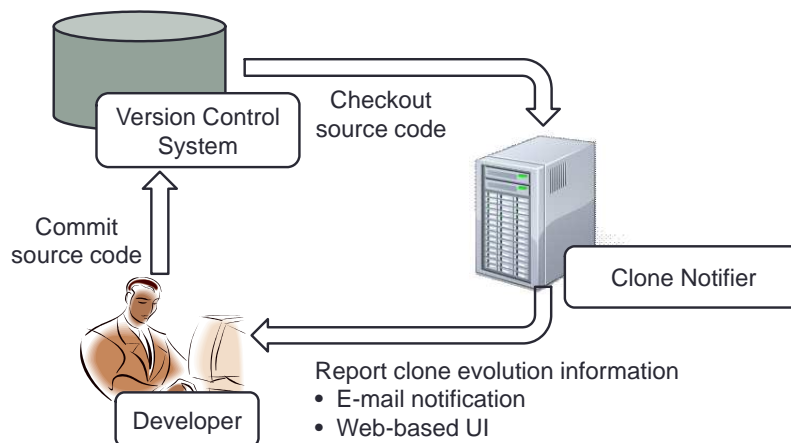 Version Control
System
Checkout
source code
Commit
source code
Clone Notifier
Developer
Report clone evolution information
• E-mail notification
• Web-based UI